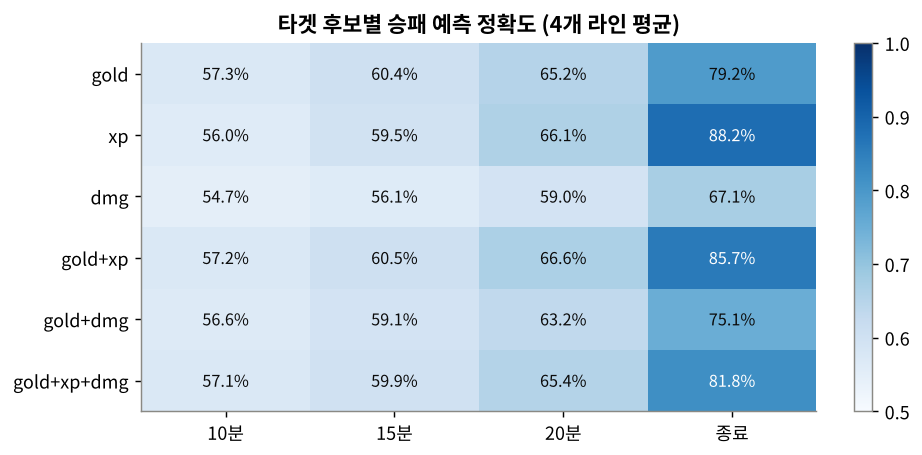 타겟 후보별 승패 예측 정확도 (4개 라인 평균)
gold 57.3% 60.4% 65.2% 79.2%
xp 56.0% 59.5% 66.1% 88.2%
dmg 54.7% 56.1% 59.0% 67.1%
gold+xp 57.2% 60.5% 66.6% 85.7%
gold+dmg 56.6% 59.1% 63.2% 75.1%
gold+xp+dmg 57.1% 59.9% 65.4% 81.8%
10분 15분 20분 종료
1.0
0.9
0.8
0.7
0.6
0.5